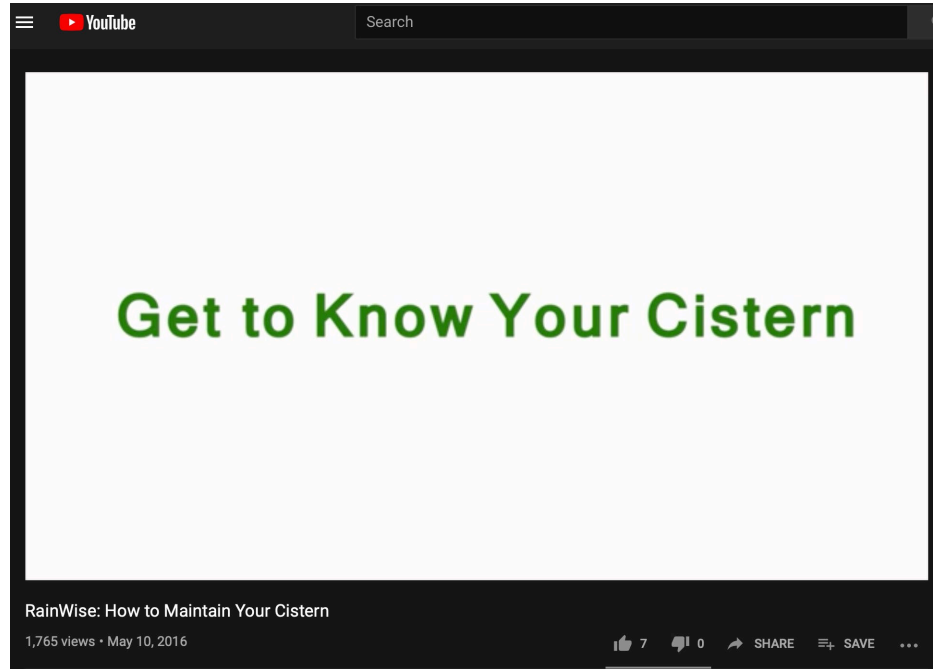 YouTube
Search
Get to Know Your Cistern
RainWise: How to Maintain Your Cistern
1,765 views • May 10, 2016
7 0 SHARE SAVE